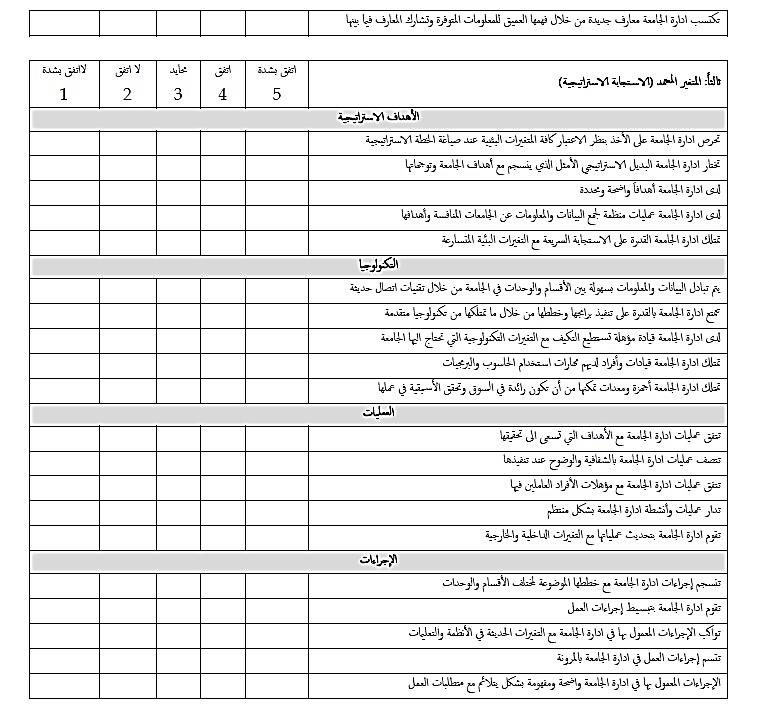 تكتسب ادارة الجامعة معارف جديدة من خلال فهمها العميق للمعلومات المتوفرة وتشارك المعارف فيما بينها
ثالثاً: المتغير المعتمد (الاستجابة الاستراتيجية) اتفق بشدة اتفق محايد لا اتفق لااتفق بشدة
5 4 3 2 1
الأهداف الاستراتيجية
تحرص ادارة الجامعة على الأخذ بنظر الاعتبار كافة المتغيرات البيئية عند صياغة الخطة الاستراتيجية
تختار ادارة الجامعة البديل الاستراتيجي الأمثل الذي ينسجم مع أهداف الجامعة وتوجهاتها
لدى ادارة الجامعة أهدافاً واضحة ومحددة
لدى ادارة الجامعة عمليات منظمة لجمع البيانات والمعلومات عن الجامعات المنافسة وأهدافها
تمتلك ادارة الجامعة القدرة على الاستجابة السريعة مع التغيرات البيئية المتسارعة
التكنولوجيا
يتم تبادل البيانات والمعلومات بسهولة بين الأقسام والوحدات في الجامعة من خلال تقنيات اتصال حديثة
تتمتع ادارة الجامعة بالقدرة على تنفيذ برامجها وخططها من خلال ما تمتلكها من تكنولوجيا متقدمة
لدى ادارة الجامعة قيادة مؤهلة تستطيع التكيف مع التغيرات التكنولوجية التي تحتاج اليها الجامعة
تمتلك ادارة الجامعة قيادات وأفراد لديهم مهارات استخدام الحاسوب والبرمجيات
تمتلك ادارة الجامعة أجهزة ومعدات تمكنها من أن تكون رائدة في السوق وتحقق الأسبقية في عملها
العمليات
تتفق عمليات ادارة الجامعة مع الأهداف التي تسعى الى تحقيقها
تتصف عمليات ادارة الجامعة بالشفافية والوضوح عند تنفيذها
تتفق عمليات ادارة الجامعة مع مؤهلات الأفراد العاملين فيها
تدار عمليات وأنشطة ادارة الجامعة بشكل منتظم
تقوم ادارة الجامعة بتحديث عملياتها مع التغيرات الداخلية والخارجية
الإجراءات
تنسجم إجراءات ادارة الجامعة مع خططها الموضوعة لمختلف الأقسام والوحدات
تقوم ادارة الجامعة بتبسيط إجراءات العمل
تواكب الإجراءات المعمول بها في ادارة الجامعة مع التغيرات الحديثة في الأنظمة والتعليمات
تتسم إجراءات العمل في ادارة الجامعة بالمرونة
الإجراءات المعمول بها في ادارة الجامعة واضحة ومفهومة بشكل يتلائم مع متطلبات العمل